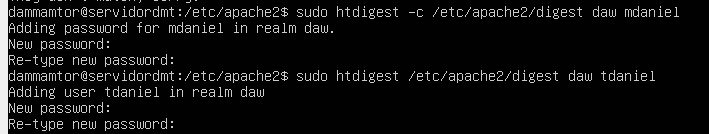 dammamtor@servidordmt:/etc/apache2$ sudo htdigest -c /etc/apache2/digest daw mdaniel
Adding password for mdaniel in realm daw.
New password:
Re-type new password:
dammamtor@servidordmt:/etc/apache2$ sudo htdigest /etc/apache2/digest daw tdaniel
Adding user tdaniel in realm daw
New password:
Re-type new password: